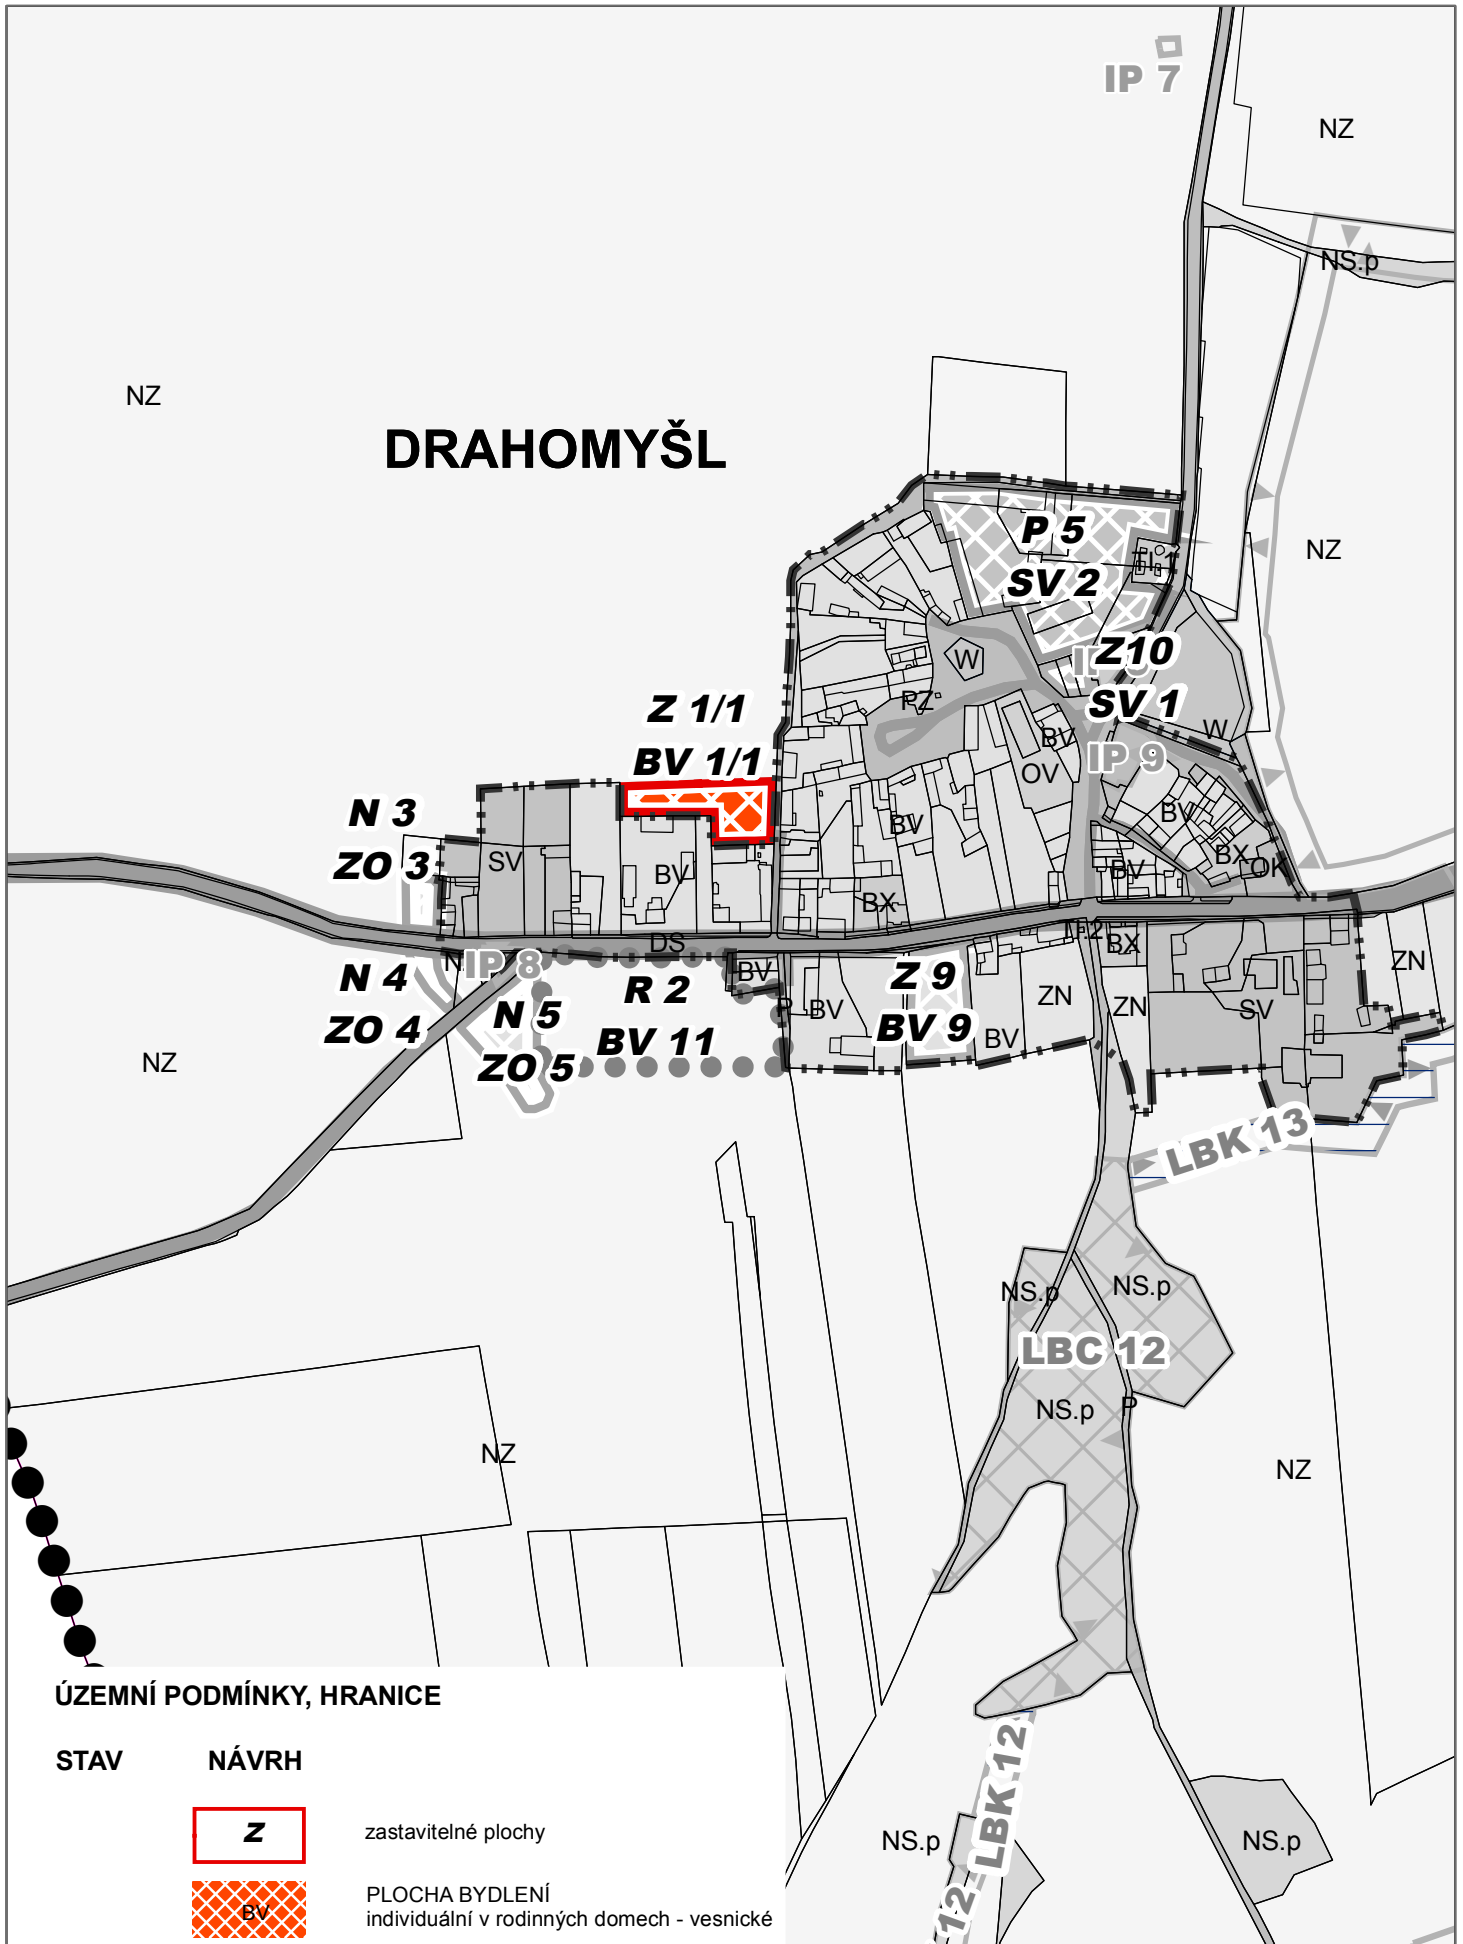 IP 7
NZ
NS.p
NZ
DRAHOMYŠL
P 5
NZ
TI.1
SV 2
Z10
W
PZ
SV 1
Z 1/1
W
BV
IP 9
BV 1/1
OV
N 3
BV
BV
ZO 3
SV
BV
BX
OK
BV
BX
DS
BX
IP 8
BV
Z 9
ZN
N 4
R 2
ZN
ZN
N 5
BV
SV
ZO 4
BV 9
BV 11
BV
NZ
ZO 5
LBK 13
NS.p
NS.p
LBC 12
NS.p
P
NZ
NZ
ÚZEMNÍ PODMÍNKY, HRANICE
STAV NÁVRH
LBK 12
Z zastavitelné plochy
NS.p
NS.p
BV PLOCHA BYDLENÍ
individuální v rodinných domech - vesnické
12